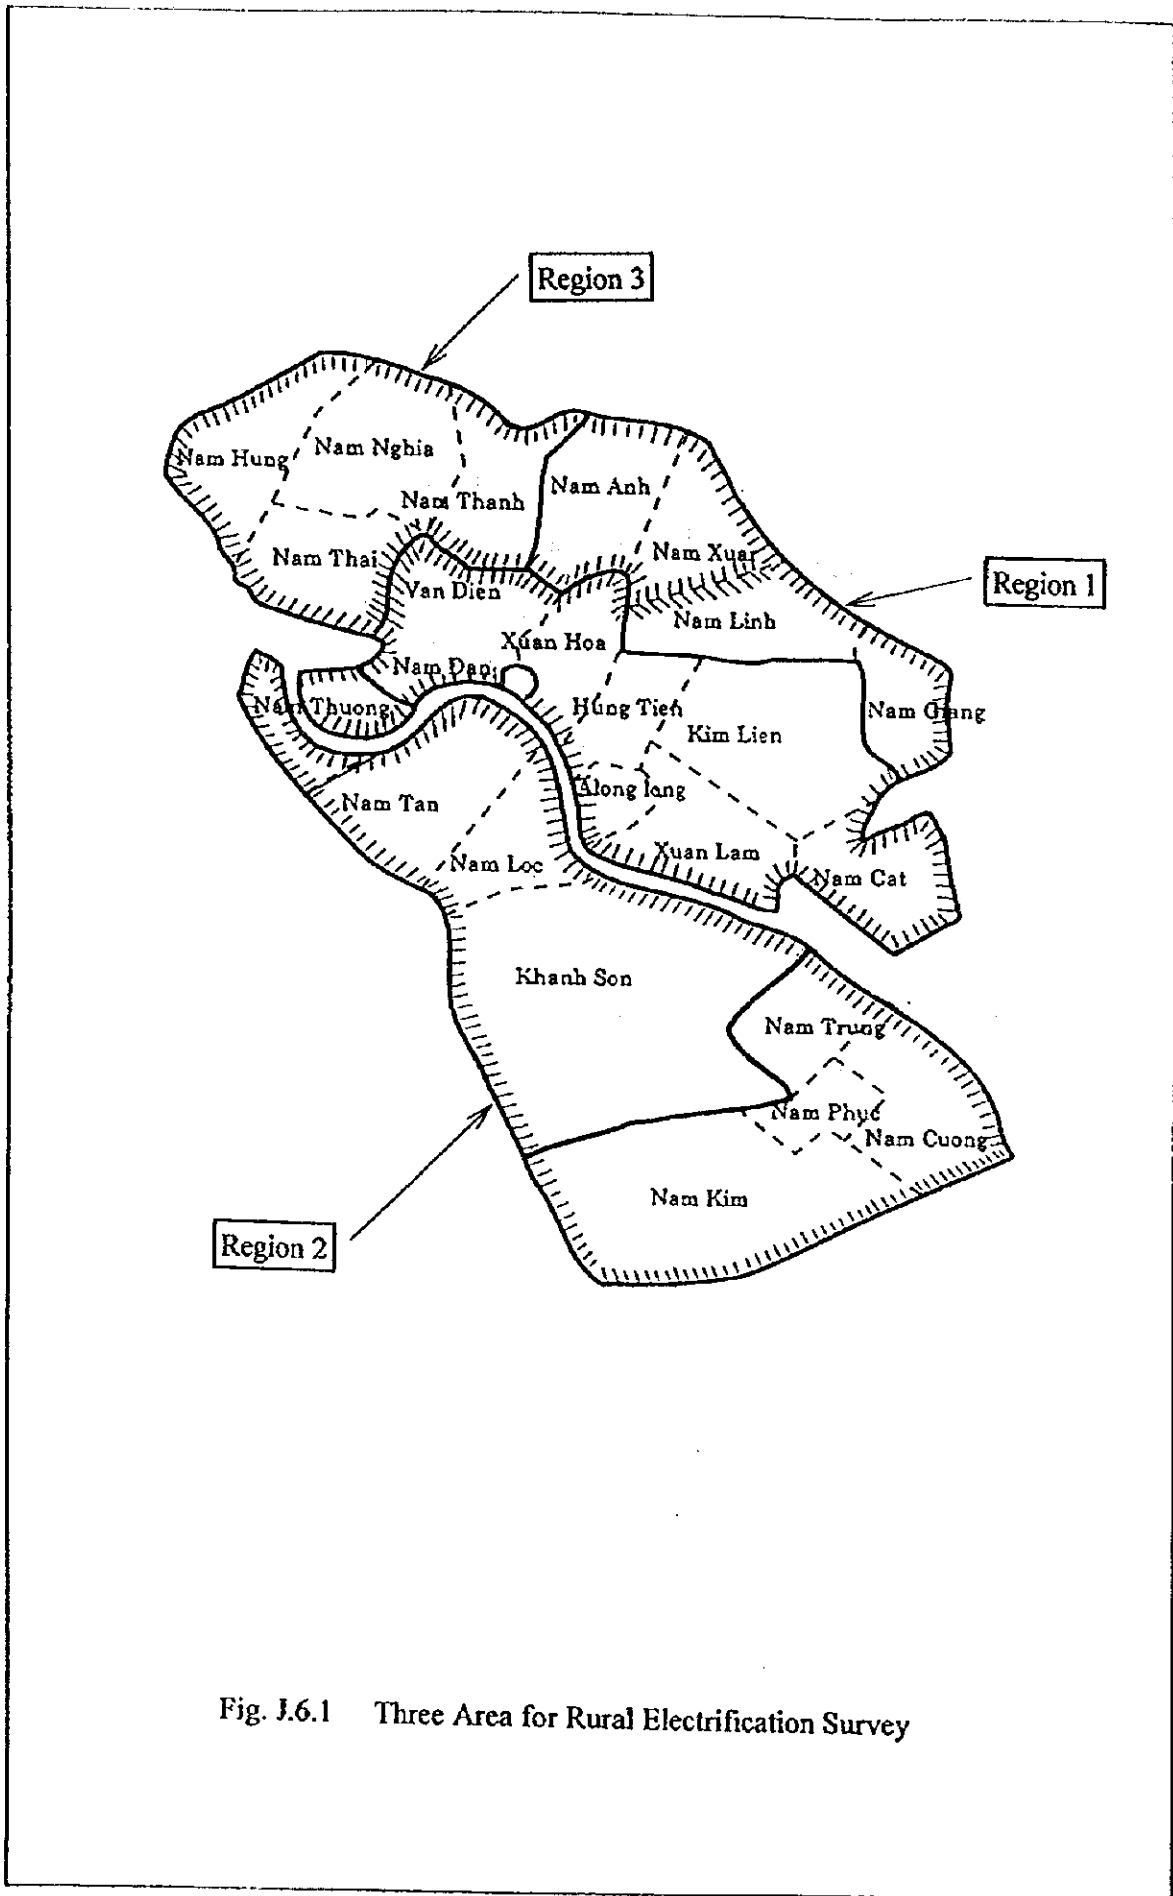 Region 3
Nam Nghia
Nam Hung
Nam Anh
Nam Thanh
Nam Xuan
Nam Thai
Region 1
Van Dien
Nam Linh
Xuan Hoa
Nam Dan
Nam Thuong
Hung Tien
Nam Giang
Kim Lien
Along lang
Nam Tan
Xuan Lam
Nam Loc
Nam Cat
Khanh Son
Nam Trung
Nam Phuc
Nam Cuong
Nam Kim
Region 2
Fig. J.6.1 Three Area for Rural Electrification Survey